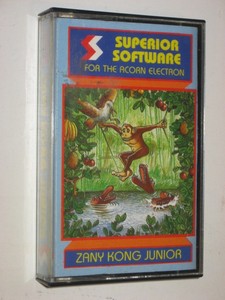 SUPERIOR
SOFTWARE
FOR THE ACORN ELECTRON
ZANY KONG JUNIOR